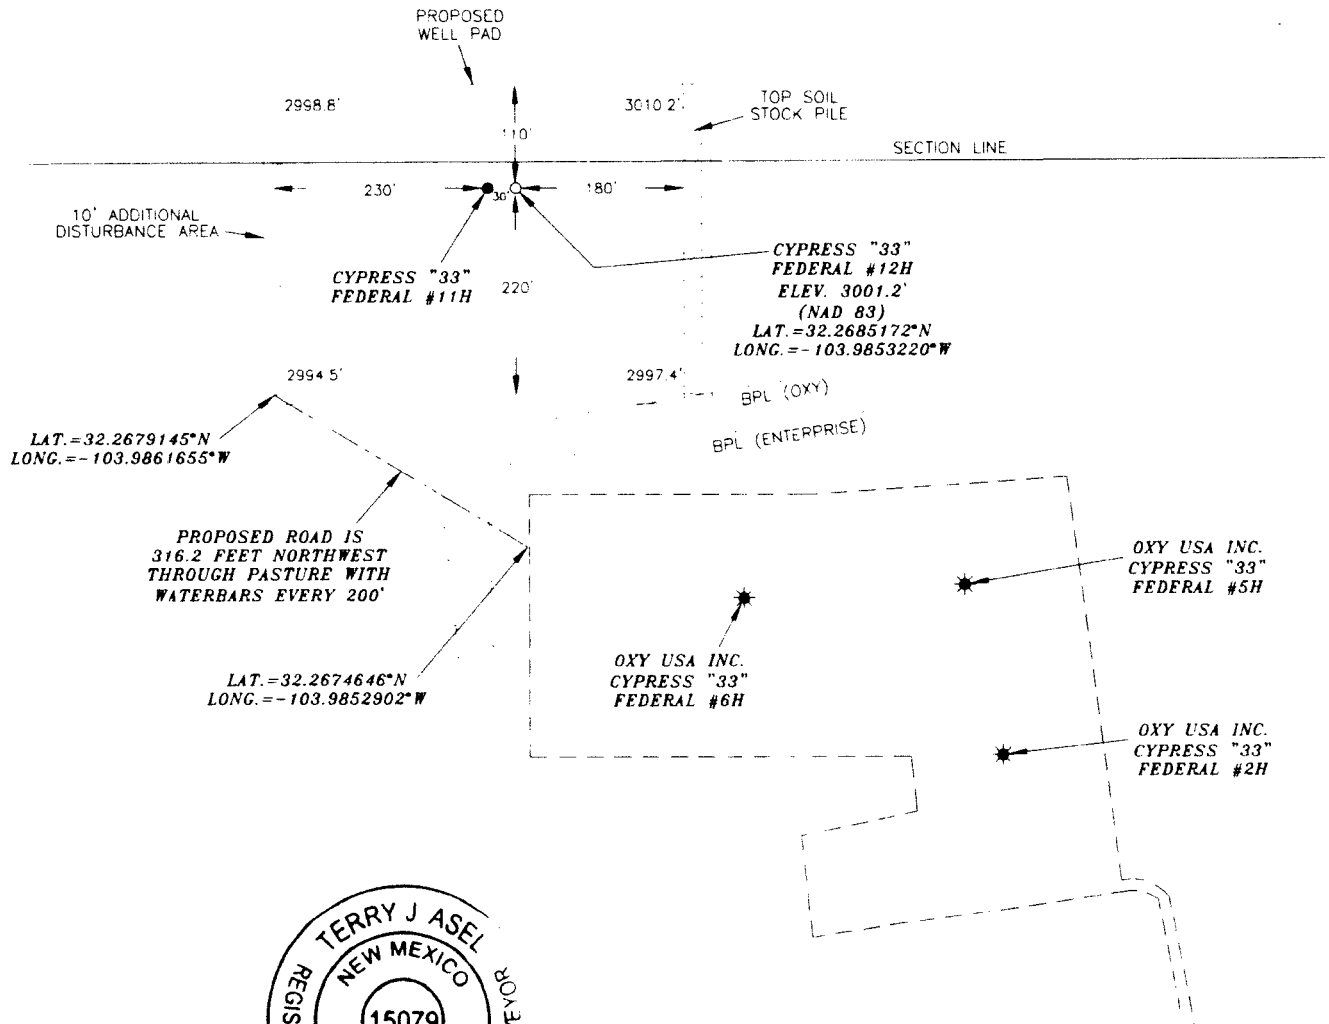 PROPOSED
WELL PAD
2998.8'
3010.2'
TOP SOIL
STOCK PILE
110'
SECTION LINE
230'
30'
180'
10' ADDITIONAL
DISTURBANCE AREA
CYPRESS "33"
FEDERAL #11H
220'
CYPRESS "33"
FEDERAL #12H
ELEV. 3001.2'
(NAD 83)
LAT.=32.2685172°N
LONG.=-103.9853220°W
2994.5'
2997.4'
BPL (OXY)
BPL (ENTERPRISE)
LAT.=32.2679145°N
LONG.=-103.9861655°W
PROPOSED ROAD IS
316.2 FEET NORTHWEST
THROUGH PASTURE WITH
WATERBARS EVERY 200'
OXY USA INC.
CYPRESS "33"
FEDERAL #5H
OXY USA INC.
CYPRESS "33"
FEDERAL #6H
LAT.=32.2674646°N
LONG.=-103.9852902°W
OXY USA INC.
CYPRESS "33"
FEDERAL #2H
TERRY J ASEL
NEW MEXICO
REGIS
EYOR
15079